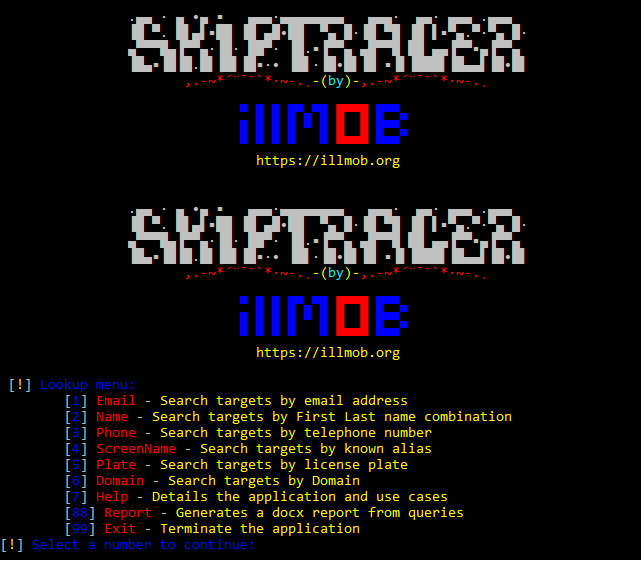 SKIPTRACER
,.-~*´¨¯¨`*·~-.¸-(by)-,.-~*´¨¯¨`*·~-.¸
illMOB
https://illmob.org
SKIPTRACER
,.-~*´¨¯¨`*·~-.¸-(by)-,.-~*´¨¯¨`*·~-.¸
illMOB
https://illmob.org
[!] Lookup menu:
[1] Email - Search targets by email address
[2] Name - Search targets by First Last name combination
[3] Phone - Search targets by telephone number
[4] ScreenName - Search targets by known alias
[5] Plate - Search targets by license plate
[6] Domain - Search targets by Domain
[7] Help - Details the application and use cases
[88] Report - Generates a docx report from queries
[99] Exit - Terminate the application
[!] Select a number to continue: